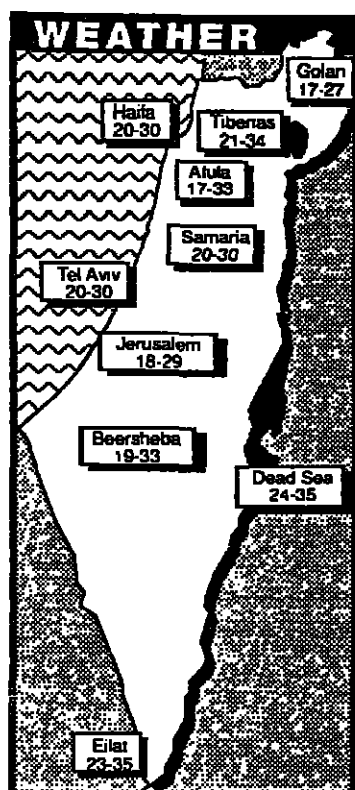 WEATHER
Golan
17-27
Haifa
20-30
Tiberias
21-34
Afula
17-33
Samaria
20-30
Tel Aviv
20-30
Jerusalem
18-29
Beersheba
19-33
Dead Sea
24-35
Eilat
23-35